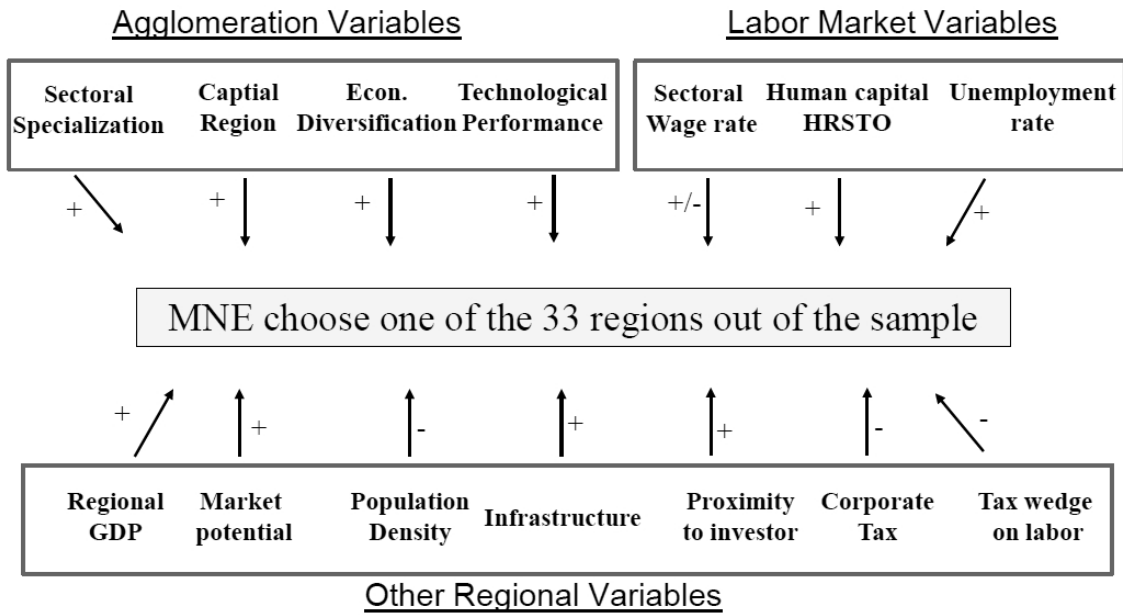 Agglomeration Variables
Labor Market Variables
Sectoral
Specialization
Captial
Region
Econ.
Diversification
Technological
Performance
Sectoral
Wage rate
Human capital
HRSTO
Unemployment
rate
+
+
+
+
+/-
+
+
MNE choose one of the 33 regions out of the sample
+
+
-
+
+
-
-
Regional
GDP
Market
potential
Population
Density
Infrastructure
Proximity
to investor
Corporate
Tax
Tax wedge
on labor
Other Regional Variables